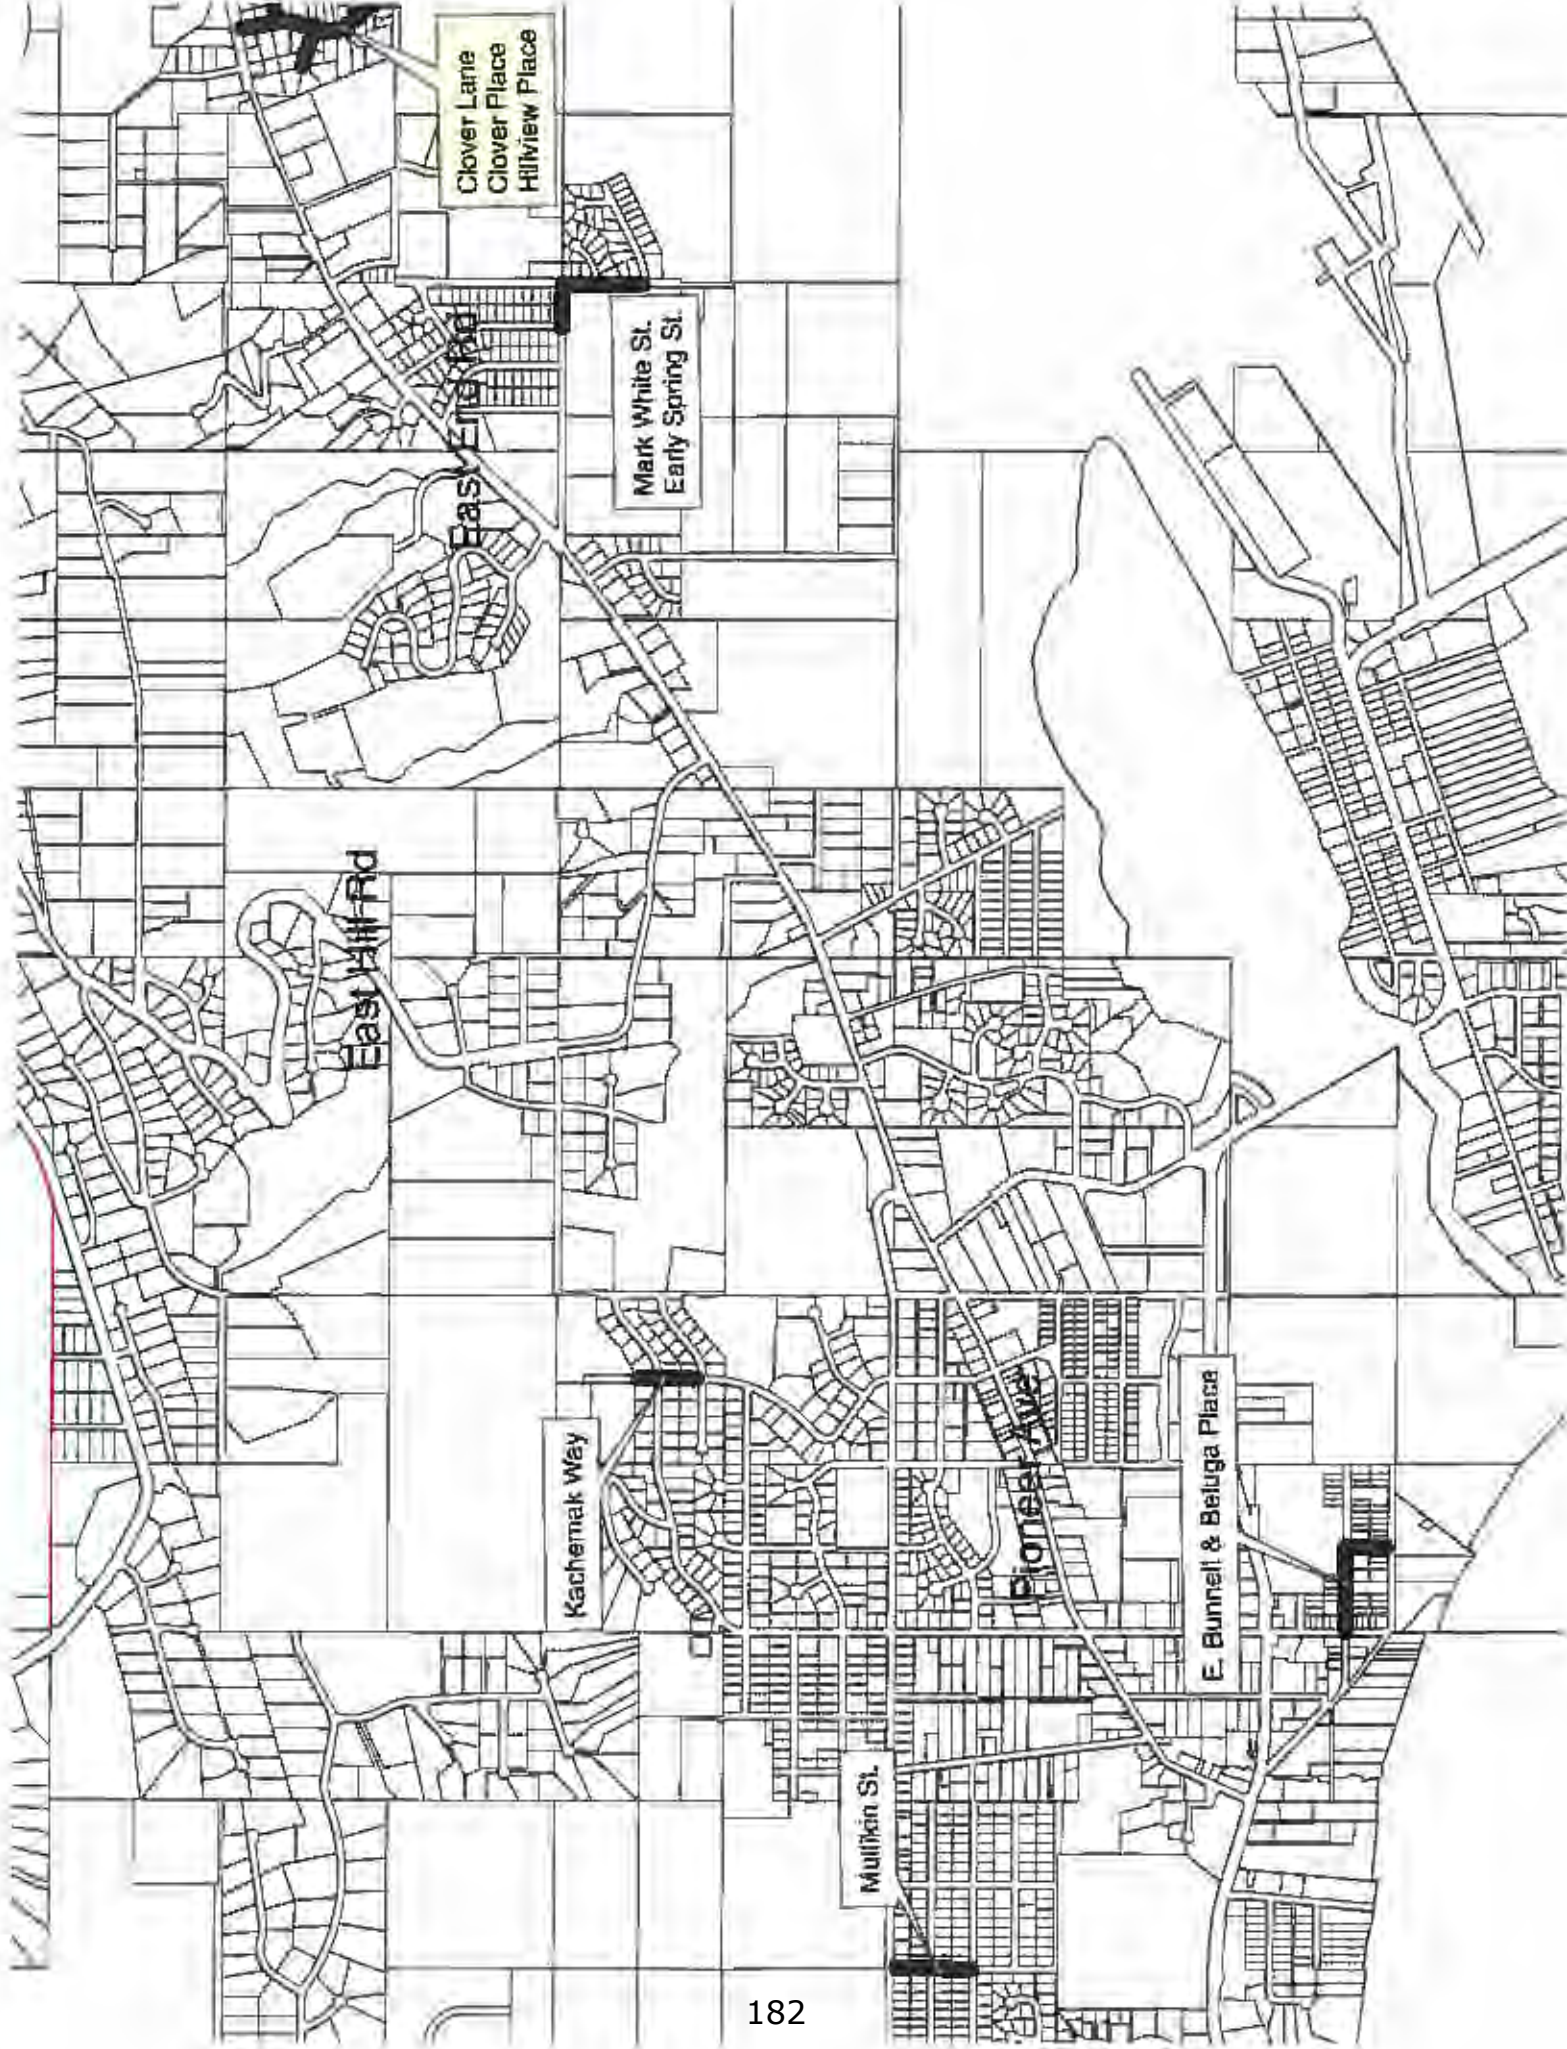 Clover Lane
Clover Place
Hillview Place
East End Rd
Mark White St.
Early Spring St.
East Hill Rd
Kachemak Way
Pioneer Ave
E. Bunnell & Beluga Place
Mullikin St.
182